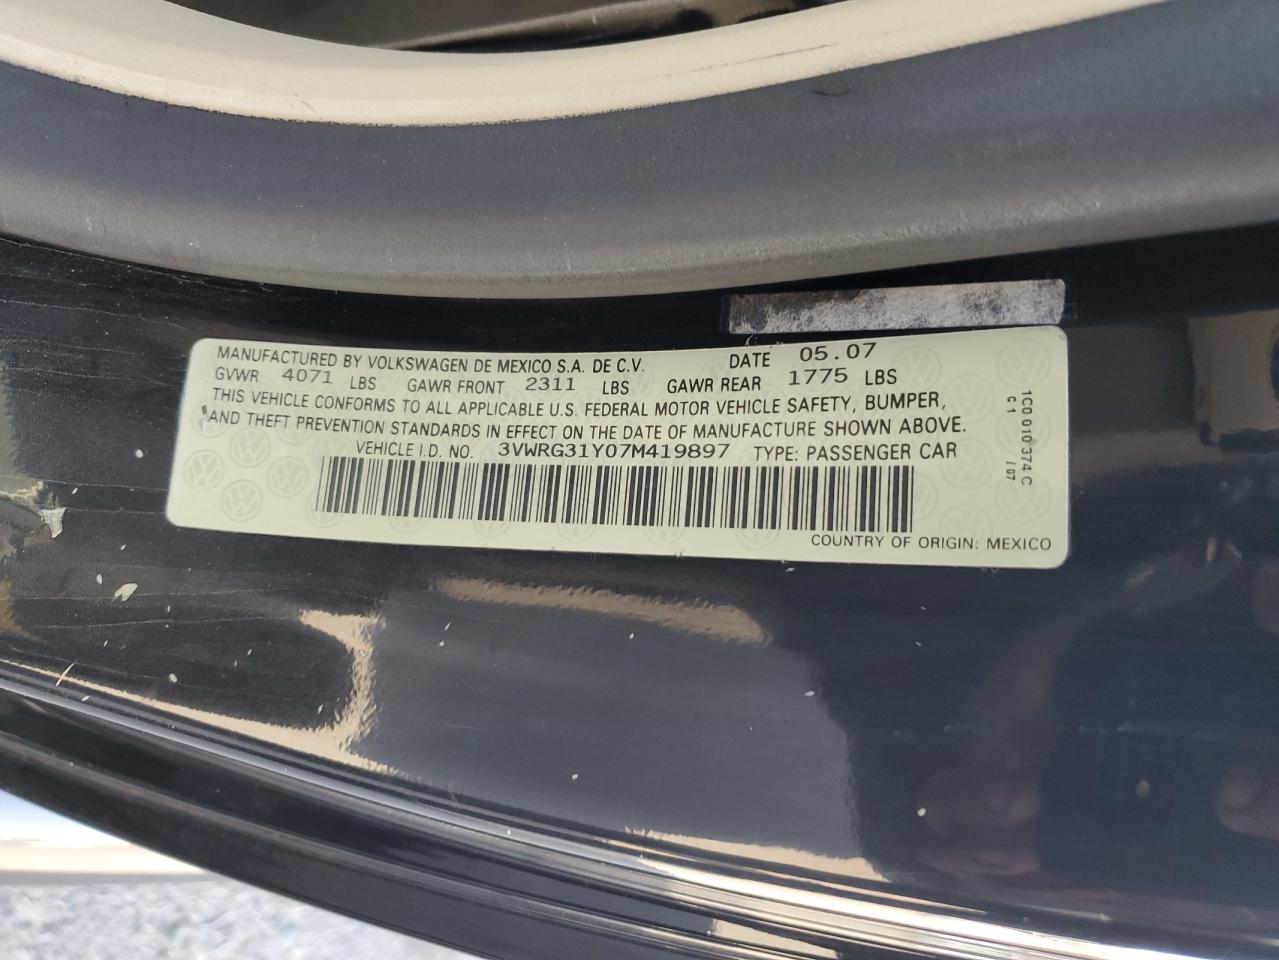 MANUFACTURED BY VOLKSWAGEN DE MEXICO S.A. DE C.V. DATE 05.07
GVWR 4071 LBS GAWR FRONT 2311 LBS GAWR REAR 1775 LBS
THIS VEHICLE CONFORMS TO ALL APPLICABLE U.S. FEDERAL MOTOR VEHICLE SAFETY, BUMPER,
AND THEFT PREVENTION STANDARDS IN EFFECT ON THE DATE OF MANUFACTURE SHOWN ABOVE.
VEHICLE I.D. NO. 3VWRG31Y07M419897 TYPE: PASSENGER CAR
COUNTRY OF ORIGIN: MEXICO
1C0 010 374 C
C 1 /07